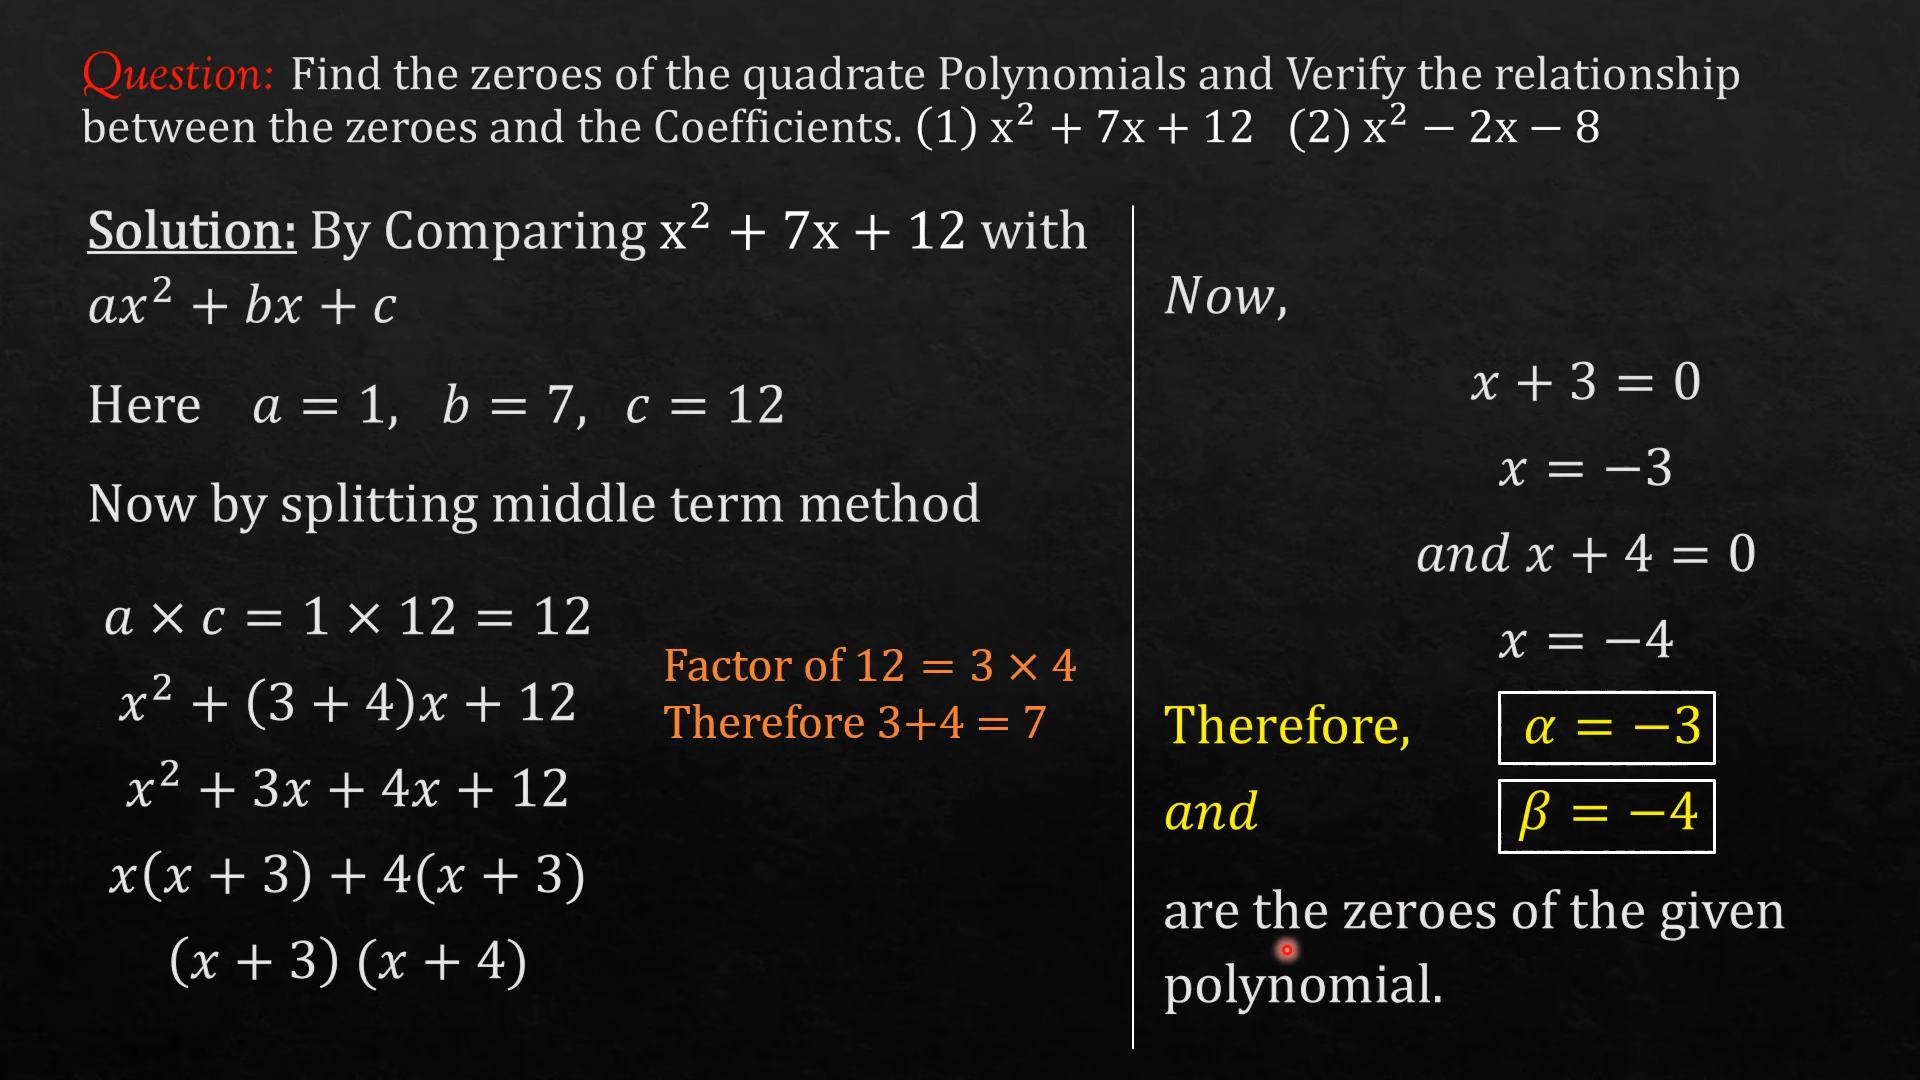 Question: Find the zeroes of the quadrate Polynomials and Verify the relationship
between the zeroes and the Coefficients. (1) x² + 7x + 12 (2) x² − 2x − 8
Solution: By Comparing x² + 7x + 12 with
ax² + bx + c
Here a = 1, b = 7, c = 12
Now by splitting middle term method
a × c = 1 × 12 = 12
x² + (3 + 4)x + 12
x² + 3x + 4x + 12
x(x + 3) + 4(x + 3)
(x + 3) (x + 4)
Factor of 12 = 3 × 4
Therefore 3+4 = 7
Now,
x + 3 = 0
x = −3
and x + 4 = 0
x = −4
Therefore, α = −3
and β = −4
are the zeroes of the given
polynomial.